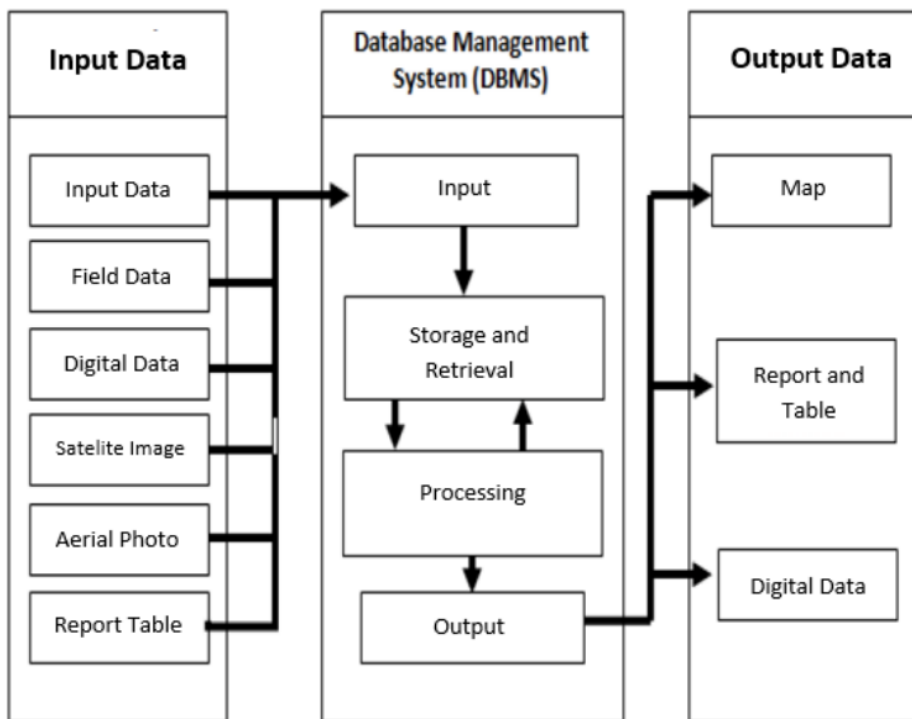 Input Data
Input Data
Field Data
Digital Data
Satelite Image
Aerial Photo
Report Table
Database Management
System (DBMS)
Input
Storage and
Retrieval
Processing
Output
Output Data
Map
Report and
Table
Digital Data